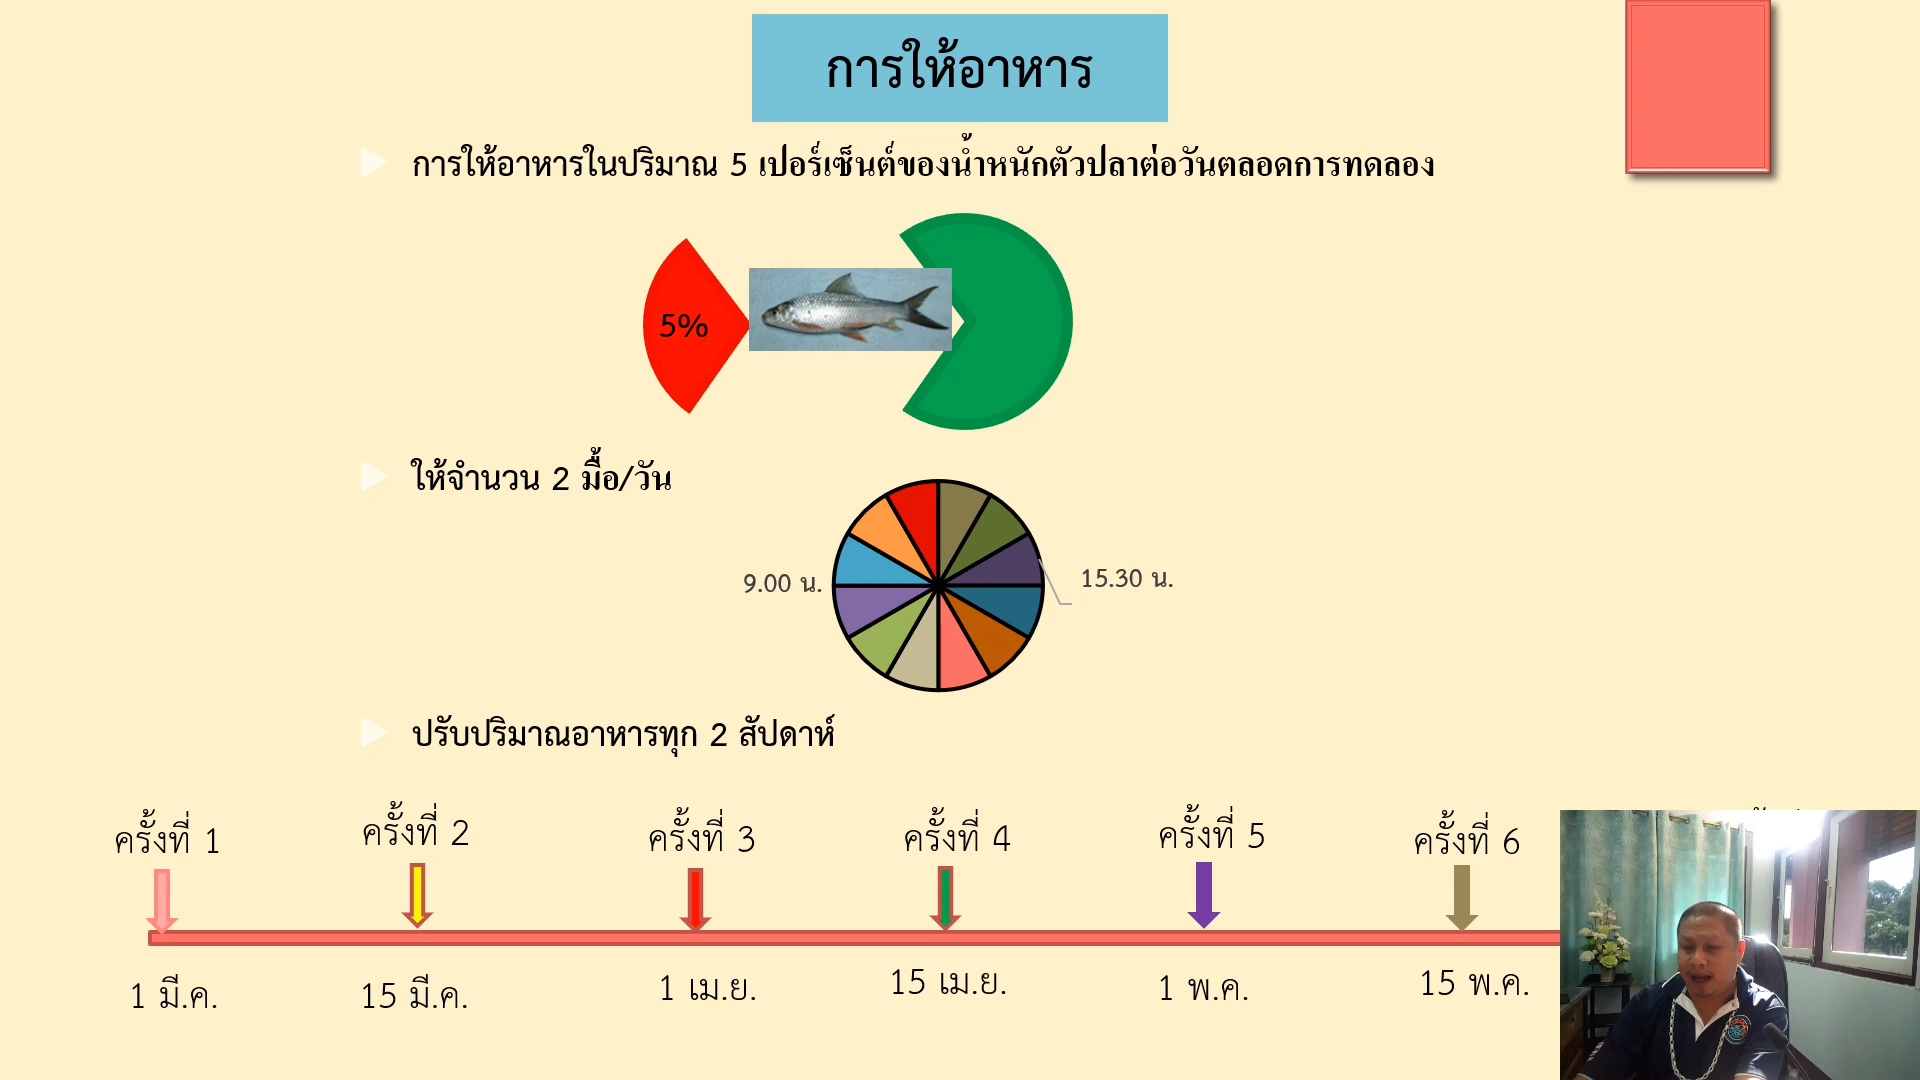 การให้อาหาร
การให้อาหารในปริมาณ 5 เปอร์เซ็นต์ของน้ำหนักตัวปลาต่อวันตลอดการทดลอง
5%
ให้จำนวน 2 มื้อ/วัน
9.00 น.
15.30 น.
ปรับปริมาณอาหารทุก 2 สัปดาห์
ครั้งที่ 1
ครั้งที่ 2
ครั้งที่ 3
ครั้งที่ 4
ครั้งที่ 5
ครั้งที่ 6
1 มี.ค.
15 มี.ค.
1 เม.ย.
15 เม.ย.
1 พ.ค.
15 พ.ค.